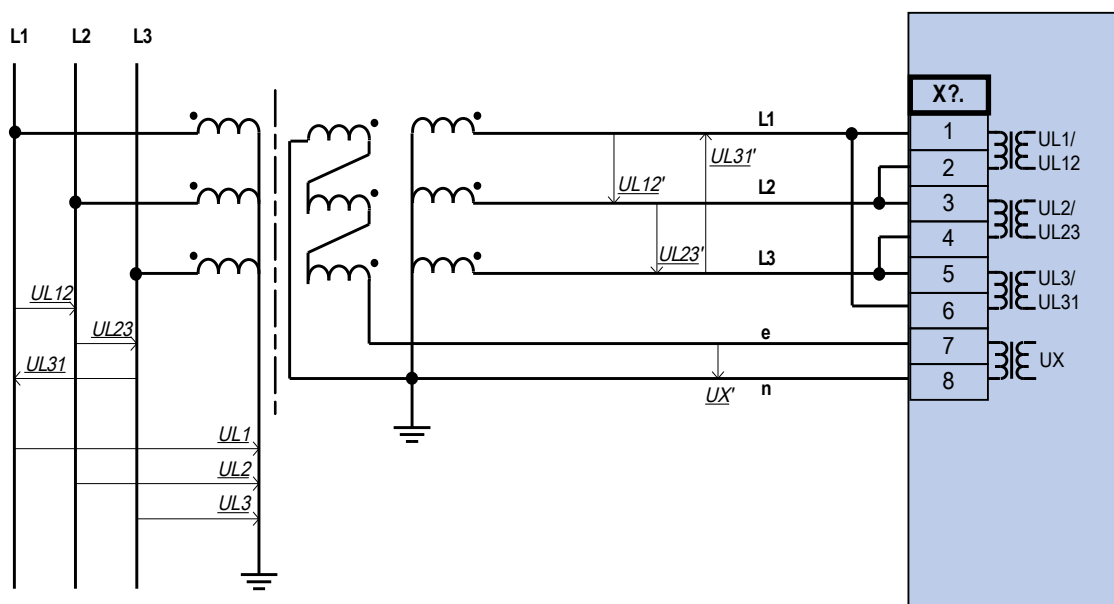 L1 L2 L3
X?.
L1
1
UL1/
UL31'
2
UL12
UL12'
L2
3
UL2/
4
UL23
UL23'
L3
5
UL3/
UL12
6
UL31
UL23
e
7
UX
UL31
n
8
UX'
UL1
UL2
UL3